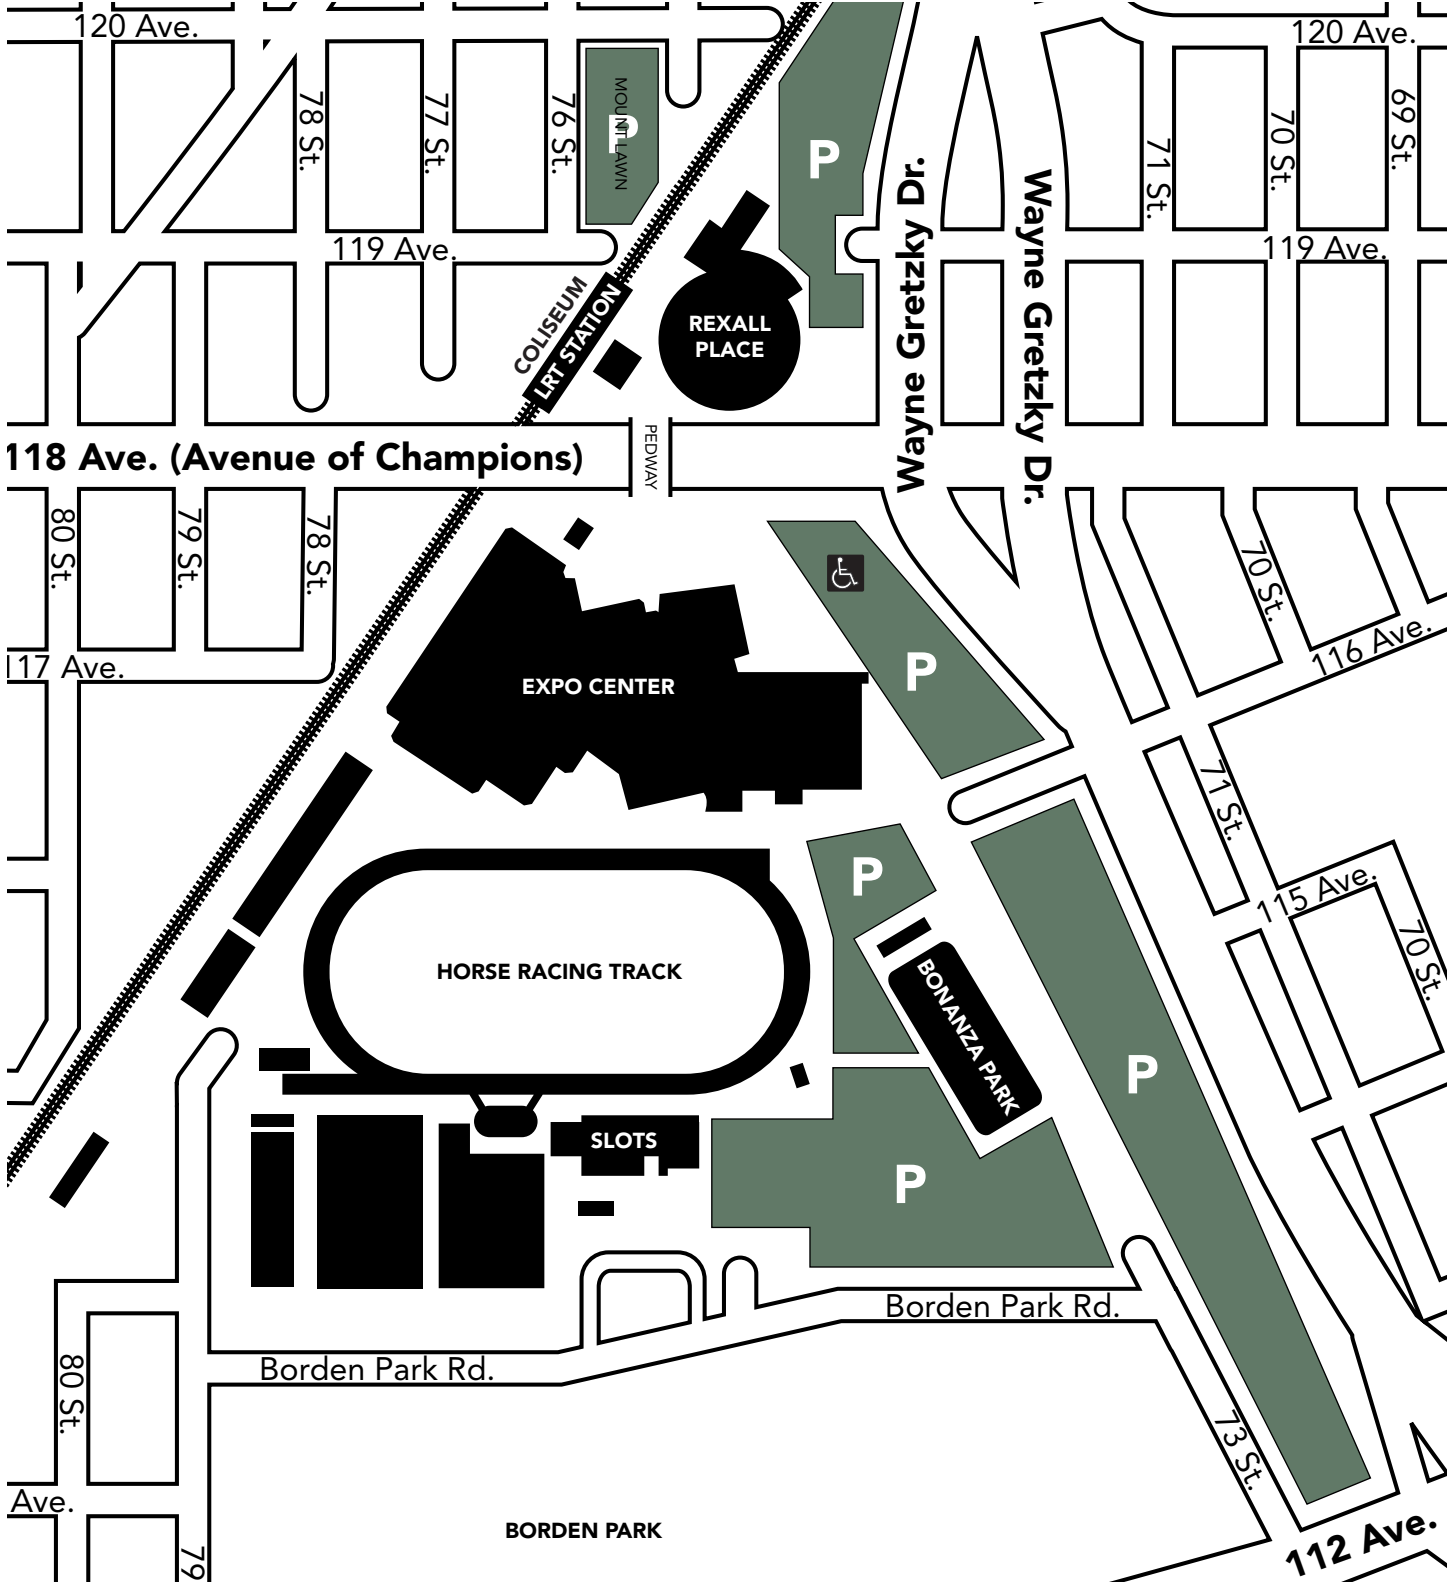 120 Ave.
120 Ave.
78 St.
77 St.
76 St.
MOUNT LAWN
P
P
71 St.
70 St.
69 St.
119 Ave.
119 Ave.
Wayne Gretzky Dr.
Wayne Gretzky Dr.
COLISEUM
LRT STATION
REXALL
PLACE
118 Ave. (Avenue of Champions)
PEDWAY
80 St.
79 St.
78 St.
70 St.
116 Ave.
117 Ave.
P
EXPO CENTER
71 St.
P
115 Ave.
70 St.
HORSE RACING TRACK
BONANZA PARK
P
SLOTS
P
Borden Park Rd.
Borden Park Rd.
80 St.
73 St.
Ave.
BORDEN PARK
112 Ave.
79